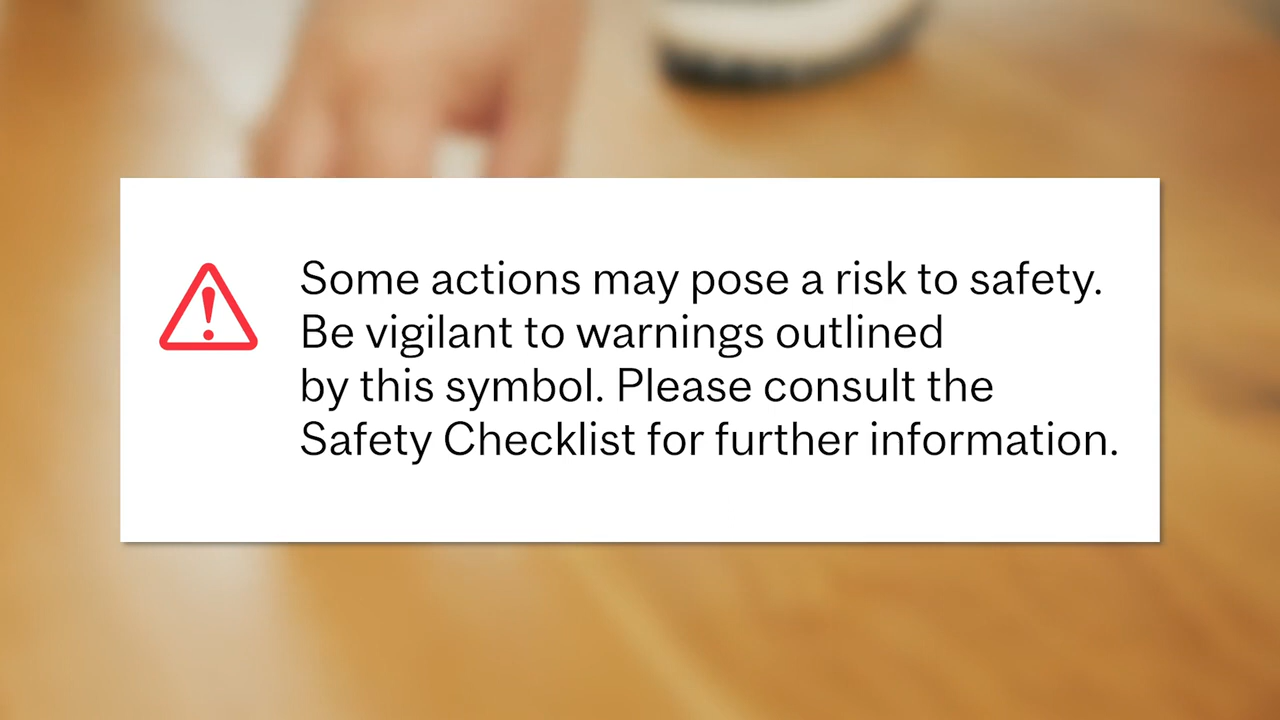 Some actions may pose a risk to safety.
Be vigilant to warnings outlined
by this symbol. Please consult the
Safety Checklist for further information.